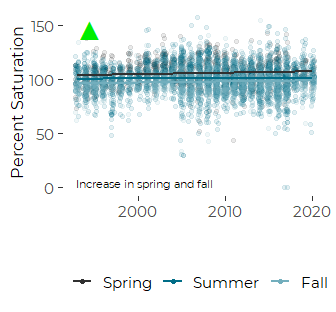 Percent Saturation
150
100
50
0
Increase in spring and fall
2000 2010 2020
Spring Summer Fall